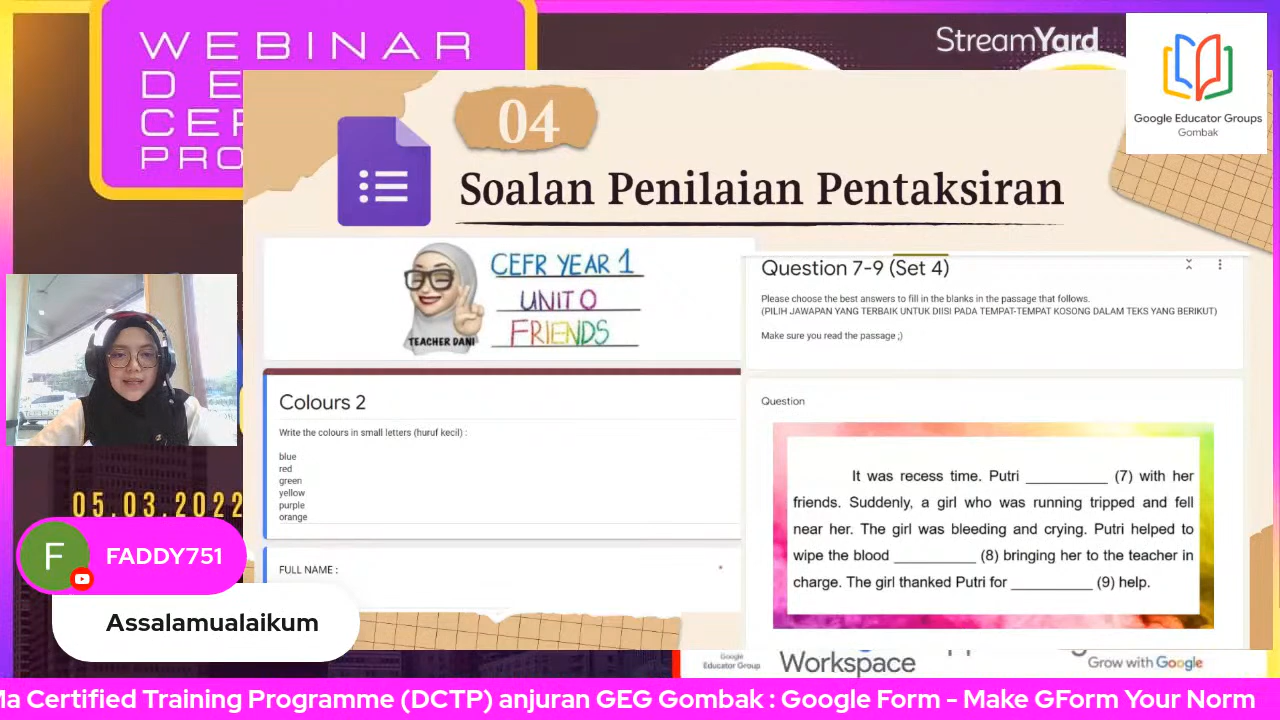 WEBINAR
DE
CER
PRO
StreamYard
Google Educator Groups
Gombak
04
Soalan Penilaian Pentaksiran
CEFR YEAR 1
UNIT 0
FRIENDS
TEACHER DANI
Colours 2
Write the colours in small letters (huruf kecil) :
blue
red
green
yellow
purple
orange
FULL NAME :
*
Question 7-9 (Set 4)
Please choose the best answers to fill in the blanks in the passage that follows.
(PILIH JAWAPAN YANG TERBAIK UNTUK DIISI PADA TEMPAT-TEMPAT KOSONG DALAM TEKS YANG BERIKUT)
Make sure you read the passage ;)
Question
It was recess time. Putri __________ (7) with her
friends. Suddenly, a girl who was running tripped and fell
near her. The girl was bleeding and crying. Putri helped to
wipe the blood __________ (8) bringing her to the teacher in
charge. The girl thanked Putri for __________ (9) help.
05.03.2022
F
FADDY751
Assalamualaikum
Google
Educator Group
Workspace
Grow with Google
Ma Certified Training Programme (DCTP) anjuran GEG Gombak : Google Form - Make GForm Your Norm